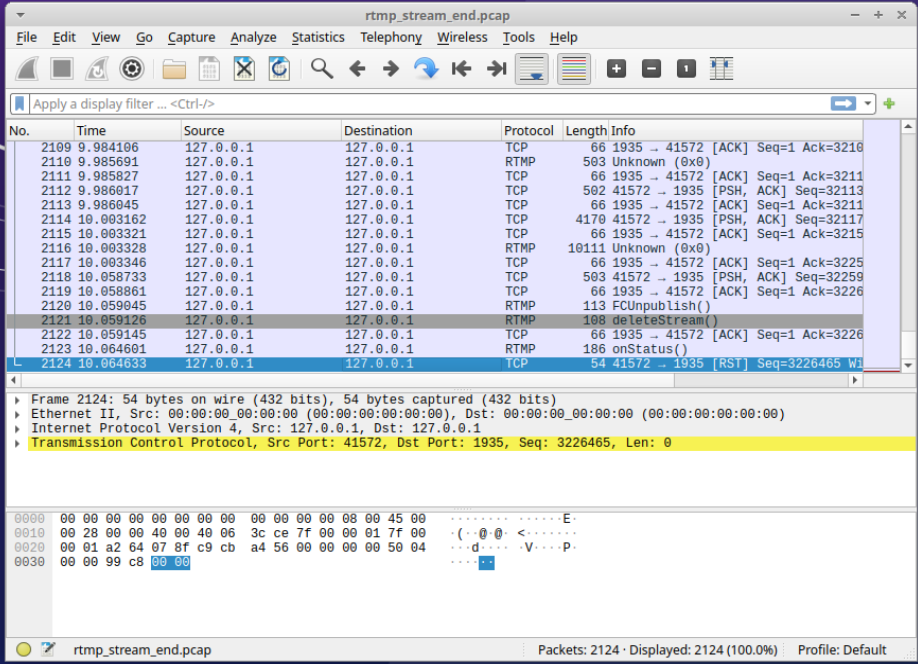 rtmp_stream_end.pcap
File Edit View Go Capture Analyze Statistics Telephony Wireless Tools Help
Apply a display filter ... <Ctrl-/>
No. Time Source Destination Protocol Length Info
2109 9.984106 127.0.0.1 127.0.0.1 TCP 66 1935 → 41572 [ACK] Seq=1 Ack=3210
2110 9.985691 127.0.0.1 127.0.0.1 RTMP 503 Unknown (0x0)
2111 9.985827 127.0.0.1 127.0.0.1 TCP 66 1935 → 41572 [ACK] Seq=1 Ack=3211
2112 9.986017 127.0.0.1 127.0.0.1 TCP 502 41572 → 1935 [PSH, ACK] Seq=32113
2113 9.986045 127.0.0.1 127.0.0.1 TCP 66 1935 → 41572 [ACK] Seq=1 Ack=3211
2114 10.003162 127.0.0.1 127.0.0.1 TCP 4170 41572 → 1935 [PSH, ACK] Seq=32117
2115 10.003321 127.0.0.1 127.0.0.1 TCP 66 1935 → 41572 [ACK] Seq=1 Ack=3215
2116 10.003328 127.0.0.1 127.0.0.1 RTMP 10111 Unknown (0x0)
2117 10.003346 127.0.0.1 127.0.0.1 TCP 66 1935 → 41572 [ACK] Seq=1 Ack=3225
2118 10.058733 127.0.0.1 127.0.0.1 TCP 503 41572 → 1935 [PSH, ACK] Seq=32259
2119 10.058861 127.0.0.1 127.0.0.1 TCP 66 1935 → 41572 [ACK] Seq=1 Ack=3226
2120 10.059045 127.0.0.1 127.0.0.1 RTMP 113 FCUnpublish()
2121 10.059126 127.0.0.1 127.0.0.1 RTMP 108 deleteStream()
2122 10.059145 127.0.0.1 127.0.0.1 TCP 66 1935 → 41572 [ACK] Seq=1 Ack=3226
2123 10.064601 127.0.0.1 127.0.0.1 RTMP 186 onStatus()
2124 10.064633 127.0.0.1 127.0.0.1 TCP 54 41572 → 1935 [RST] Seq=3226465 Wi
Frame 2124: 54 bytes on wire (432 bits), 54 bytes captured (432 bits)
Ethernet II, Src: 00:00:00_00:00:00 (00:00:00:00:00:00), Dst: 00:00:00_00:00:00 (00:00:00:00:00:00)
Internet Protocol Version 4, Src: 127.0.0.1, Dst: 127.0.0.1
Transmission Control Protocol, Src Port: 41572, Dst Port: 1935, Seq: 3226465, Len: 0
0000 00 00 00 00 00 00 00 00 00 00 00 00 08 00 45 00 ········ ······E·
0010 00 28 00 00 40 00 40 06 3c ce 7f 00 00 01 7f 00 ·(··@·@· <·······
0020 00 01 a2 64 07 8f c9 cb a4 56 00 00 00 00 50 04 ···d···· ·V····P·
0030 00 00 99 c8 00 00 ······
rtmp_stream_end.pcap Packets: 2124 · Displayed: 2124 (100.0%) Profile: Default